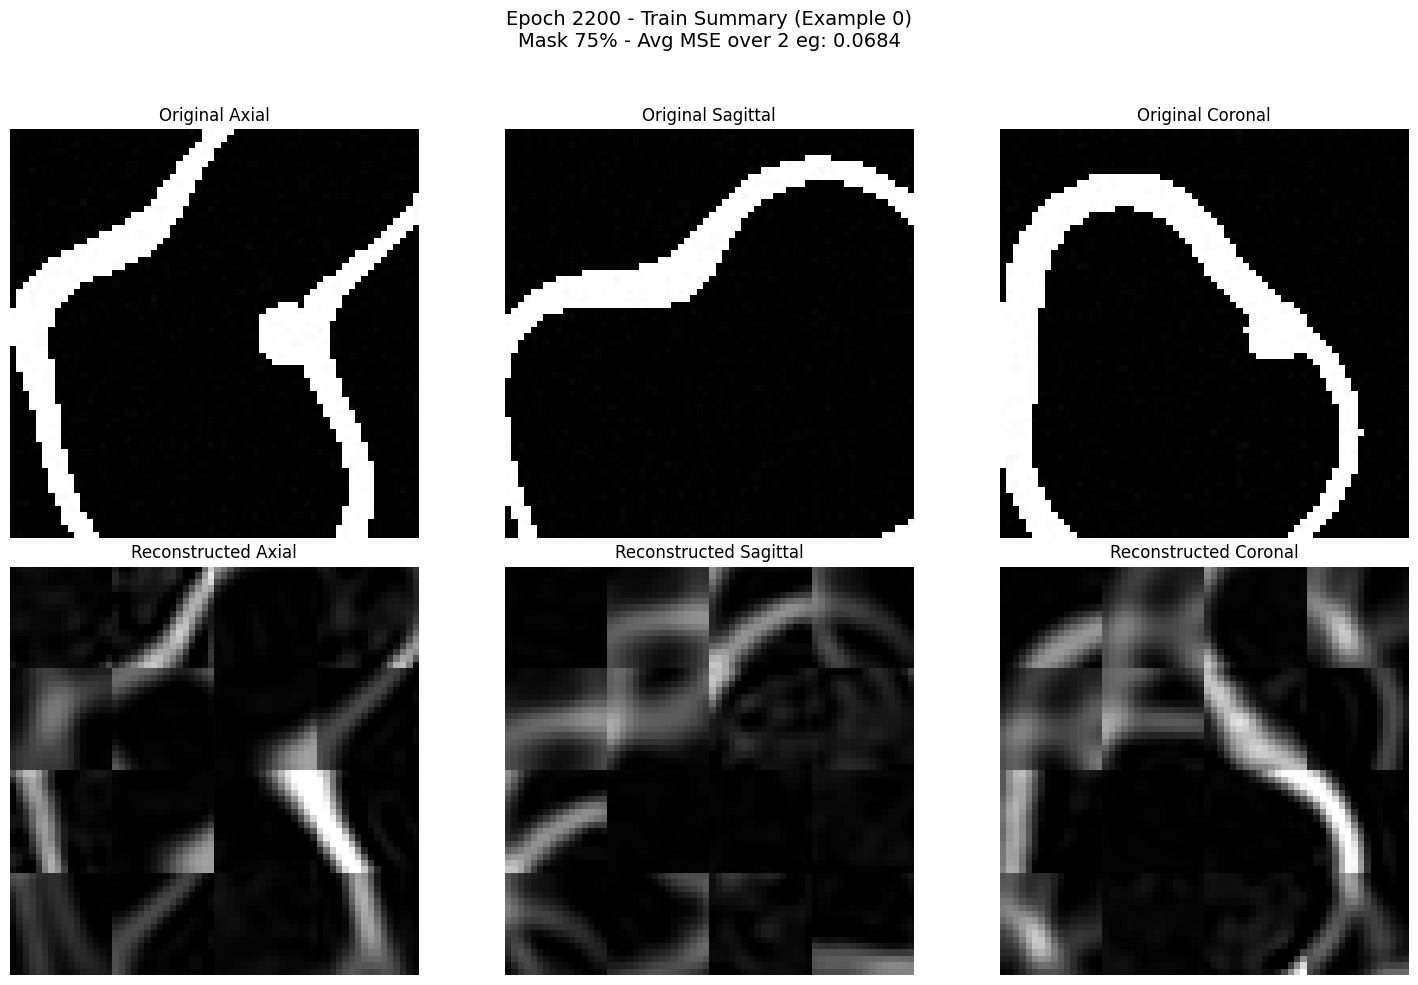 Epoch 2200 - Train Summary (Example 0)
Mask 75% - Avg MSE over 2 eg: 0.0684
Original Axial
Original Sagittal
Original Coronal
Reconstructed Axial
Reconstructed Sagittal
Reconstructed Coronal